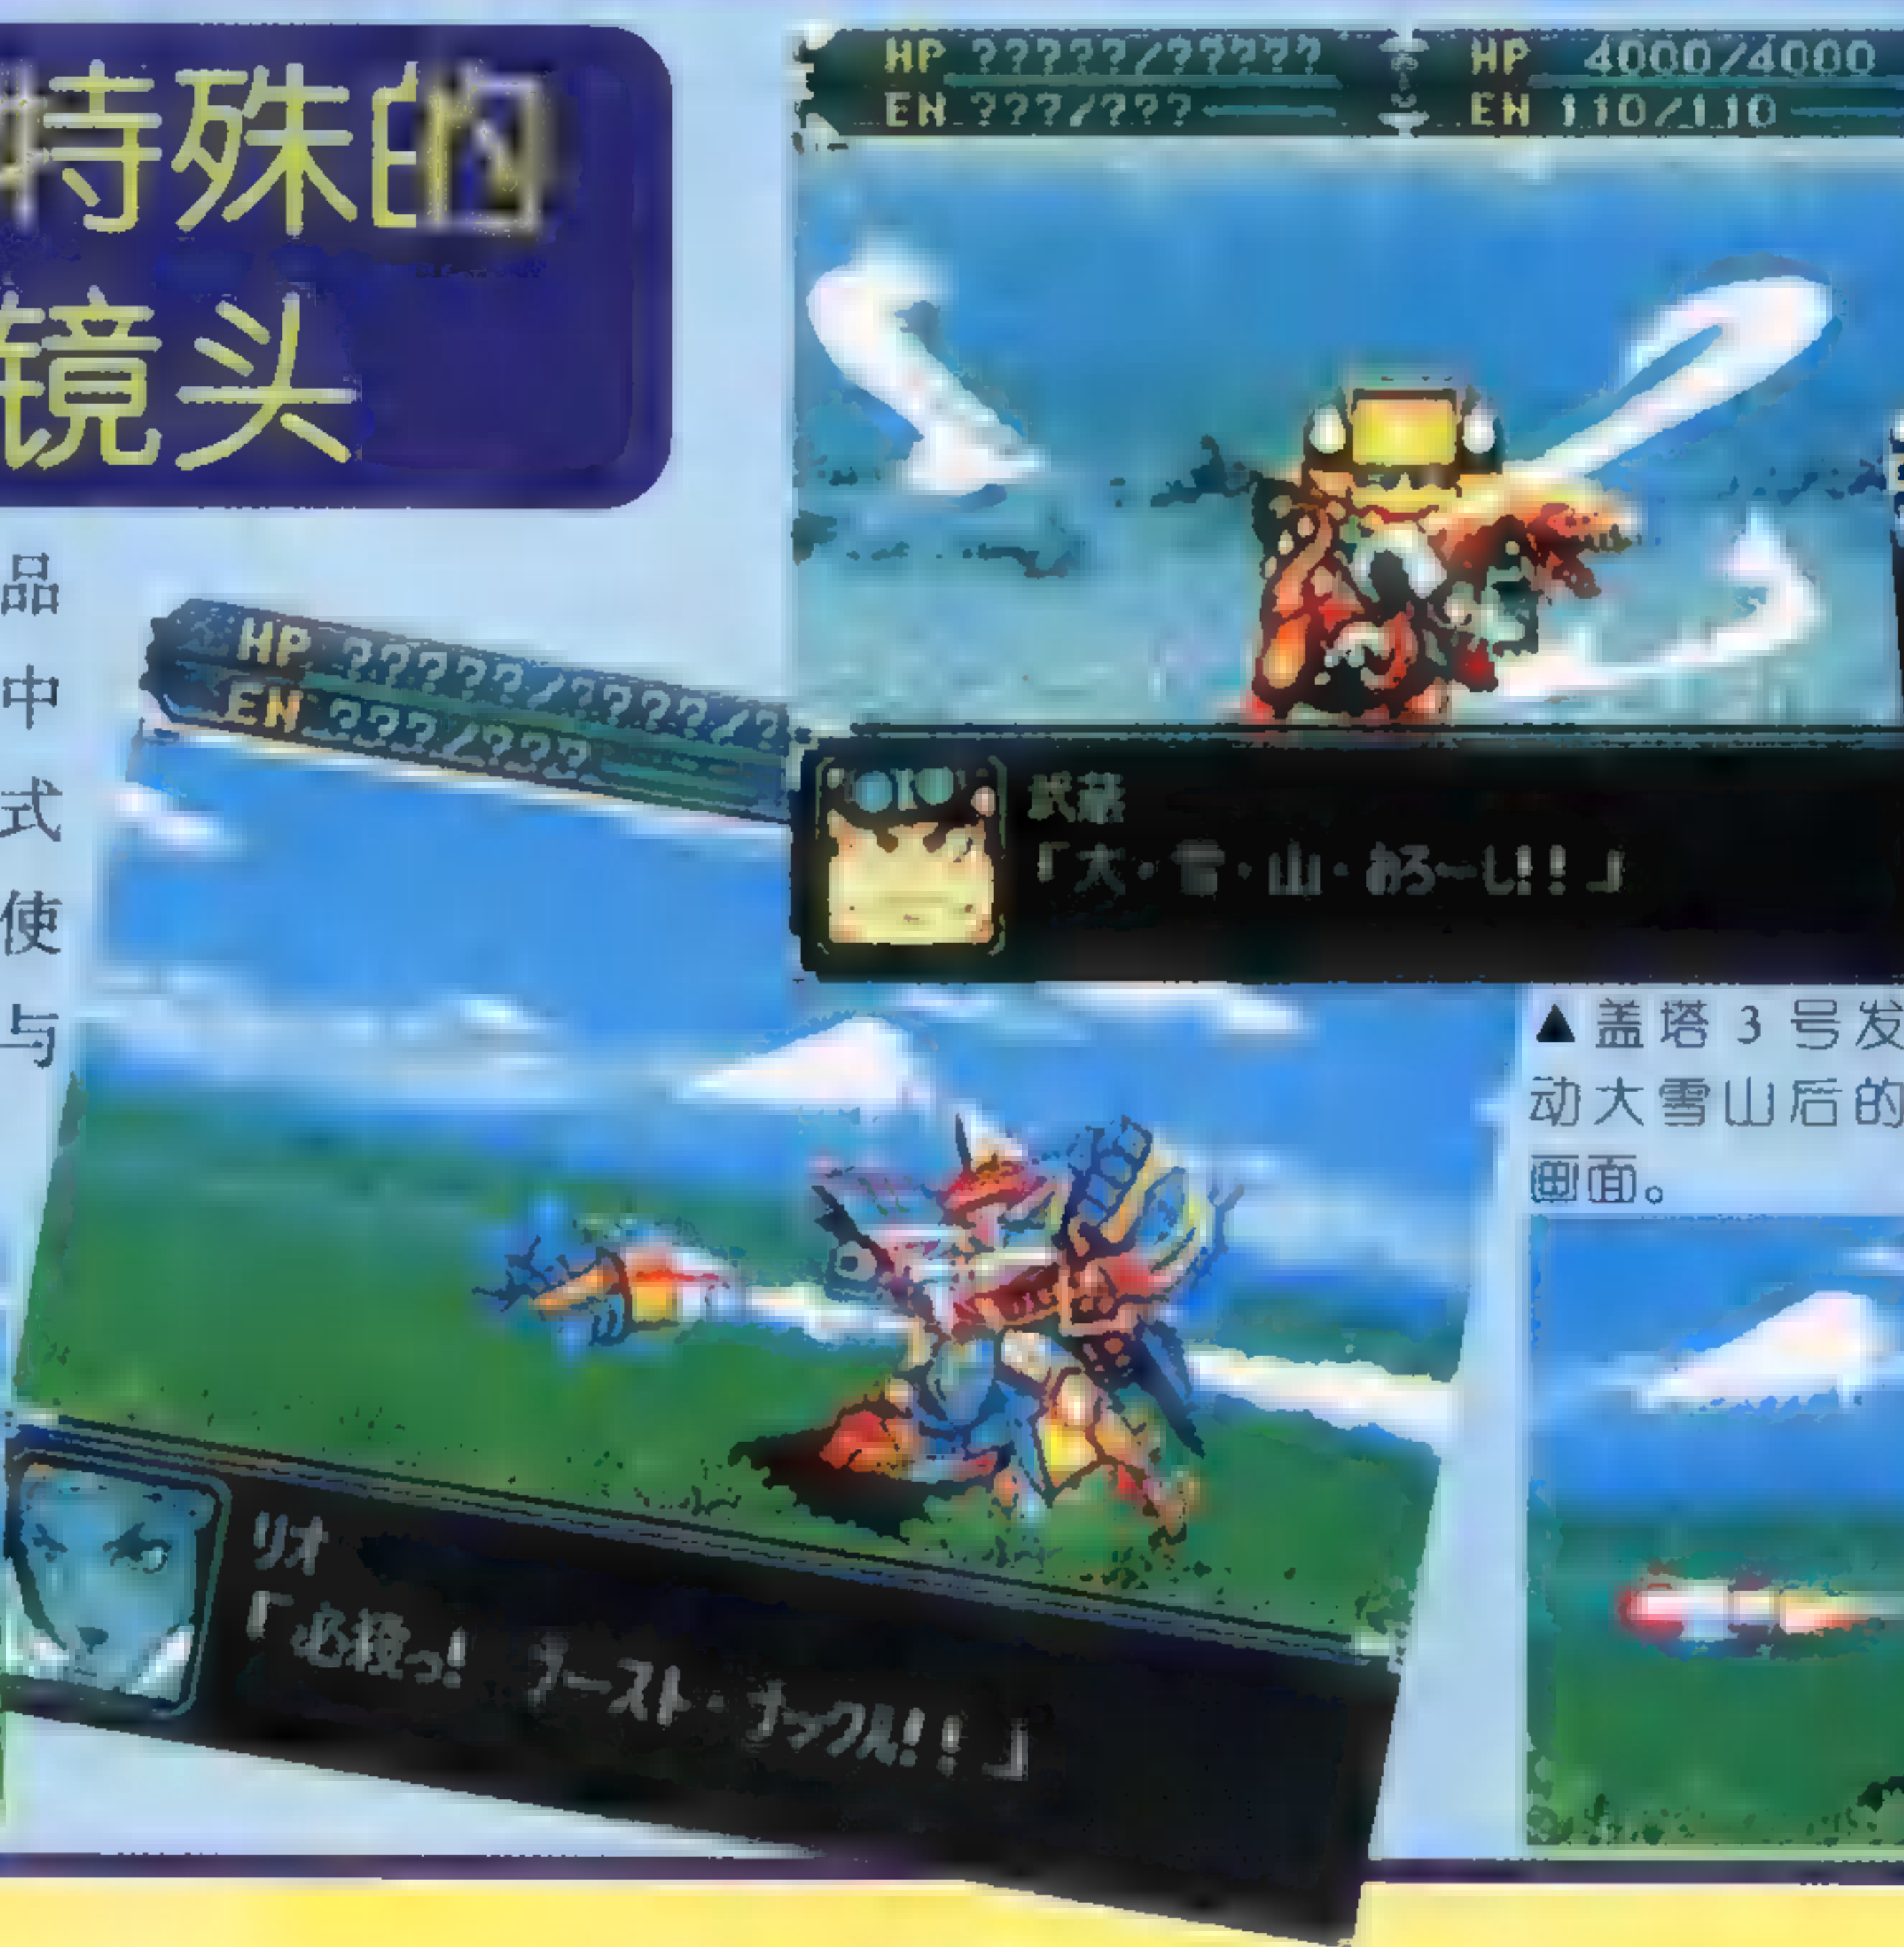 特殊的
镜头
品
中
式
使
与
HP ?????/?????
EN ???/???
HP 4000/4000
EN 110/110
武蔵
「大・雪・山・おろ〜し!!」
▲盖塔3号发
动大雪山后的
画面。
HP ?????/????/?
EN ???/???
リオ
「必殺っ! ブースト・ナックル!!」